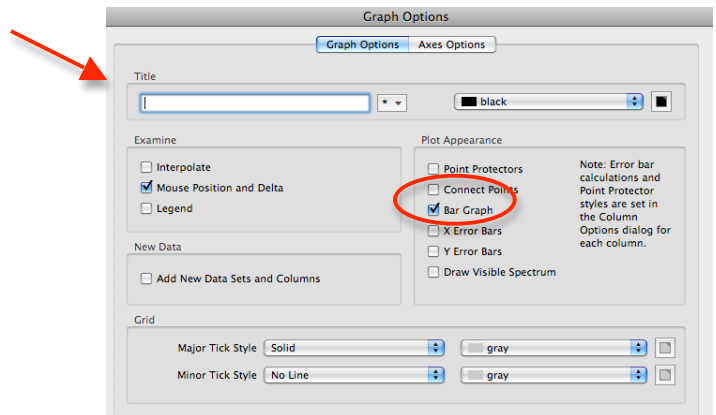 Graph Options
Graph Options Axes Options
Title
* black
Examine
Interpolate
Mouse Position and Delta
Legend
New Data
Add New Data Sets and Columns
Plot Appearance
Point Protectors
Connect Points
Bar Graph
X Error Bars
Y Error Bars
Draw Visible Spectrum
Note: Error bar
calculations and
Point Protector
styles are set in
the Column
Options dialog for
each column.
Grid
Major Tick Style Solid gray
Minor Tick Style No Line gray